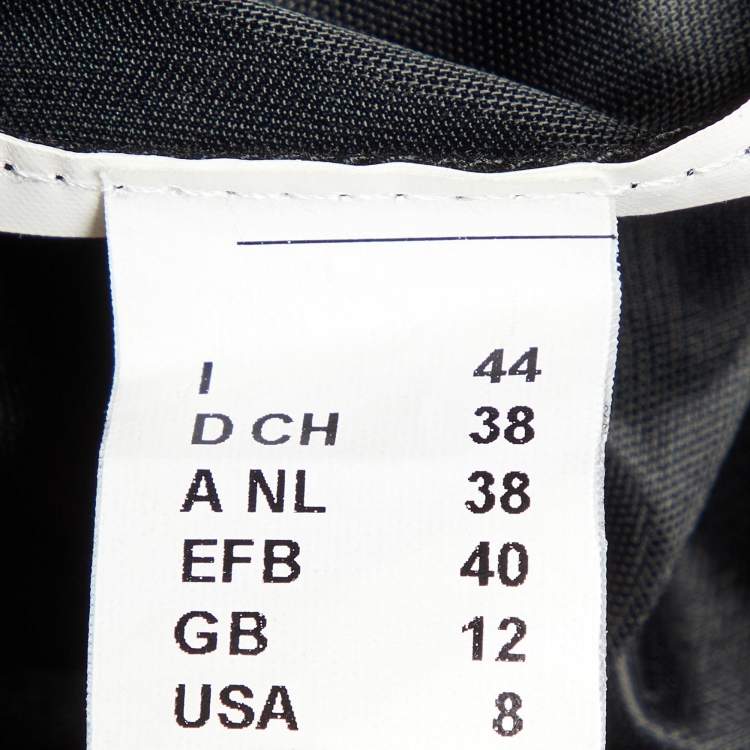 I 44
D CH 38
A NL 38
EFB 40
GB 12
USA 8